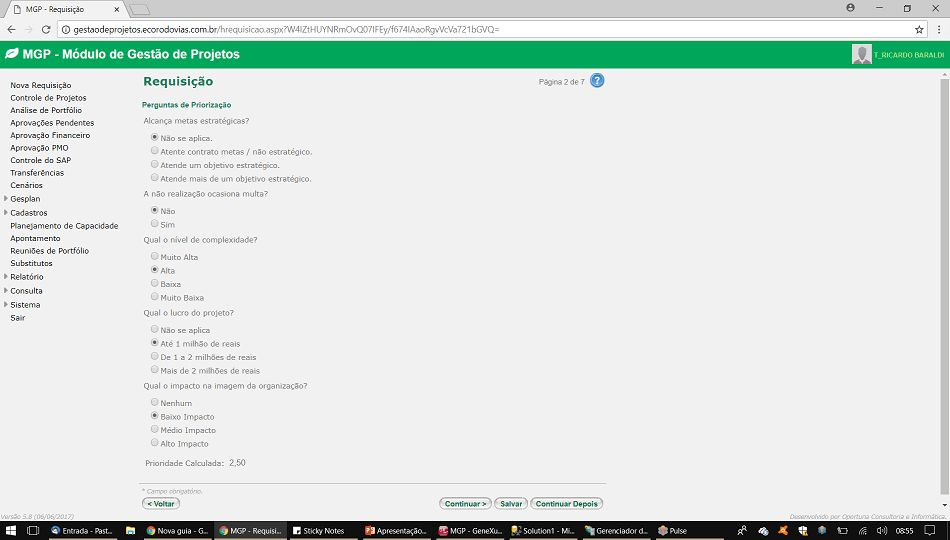 MGP - Requisição
gestaodeprojetos.ecorodovias.com.br/hrequisicao.aspx?W4lZtHUYNRmOvQ07lFEy/f674lAaoRgvVcVa721bGVQ=
MGP - Módulo de Gestão de Projetos
T_RICARDO BARALDI
Nova Requisição
Controle de Projetos
Análise de Portfólio
Aprovações Pendentes
Aprovação Financeiro
Aprovação PMO
Controle do SAP
Transferências
Cenários
Gesplan
Cadastros
Planejamento de Capacidade
Apontamento
Reuniões de Portfólio
Substitutos
Relatório
Consulta
Sistema
Sair
Requisição
Página 2 de 7
?
Perguntas de Priorização
Alcança metas estratégicas?
Não se aplica.
Atente contrato metas / não estratégico.
Atende um objetivo estratégico.
Atende mais de um objetivo estratégico.
A não realização ocasiona multa?
Não
Sim
Qual o nível de complexidade?
Muito Alta
Alta
Baixa
Muito Baixa
Qual o lucro do projeto?
Não se aplica
Até 1 milhão de reais
De 1 a 2 milhões de reais
Mais de 2 milhões de reais
Qual o impacto na imagem da organização?
Nenhum
Baixo Impacto
Médio Impacto
Alto Impacto
Prioridade Calculada: 2,50
* Campo obrigatório.
< Voltar
Continuar >
Salvar
Continuar Depois
Versão 5.8 (06/06/2017)
Desenvolvido por Oportuna Consultoria e Informática.
Entrada - Past...
Nova guia - G...
MGP - Requisi...
Sticky Notes
Apresentação...
MGP - GeneXu...
Solution1 - Mi...
Gerenciador d...
Pulse
08:55